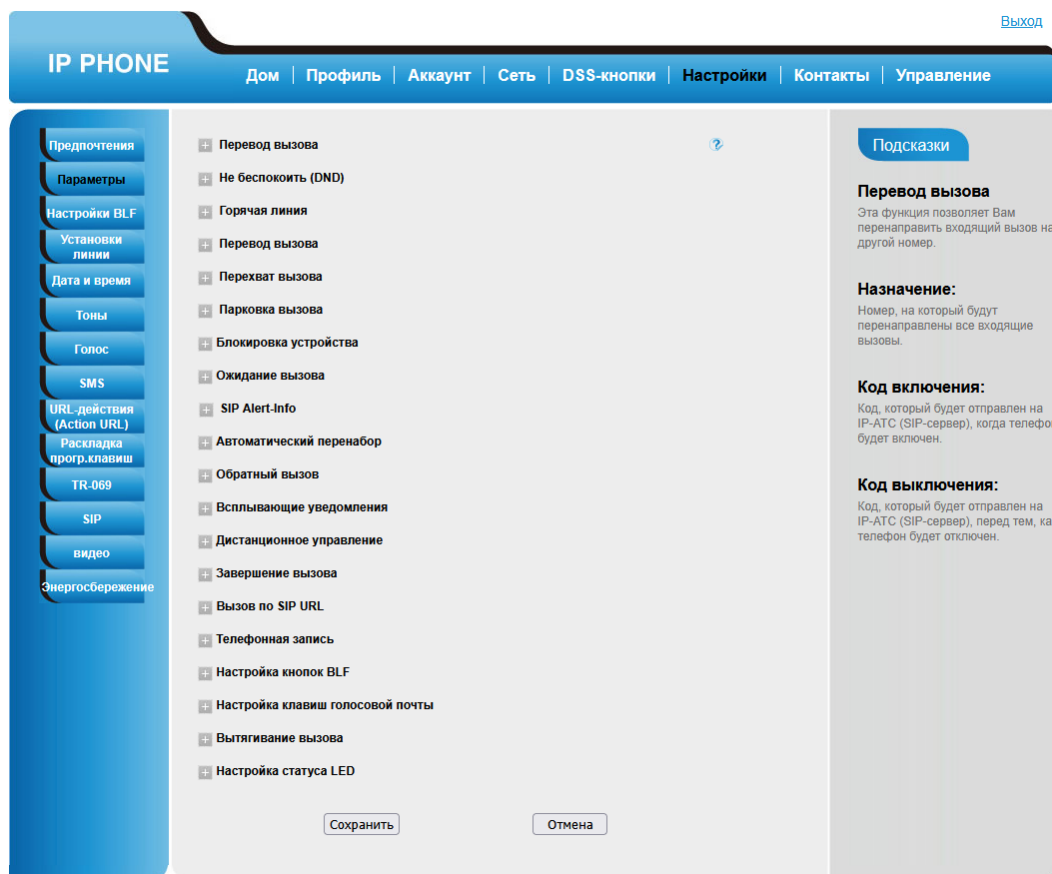 Выход
IP PHONE
Дом
Профиль
Аккаунт
Сеть
DSS-кнопки
Настройки
Контакты
Управление
Предпочтения
Параметры
Настройки BLF
Установки
линии
Дата и время
Тоны
Голос
SMS
URL-действия
(Action URL)
Раскладка
прогр.клавиш
TR-069
SIP
видео
Энергосбережение
Перевод вызова
Не беспокоить (DND)
Горячая линия
Перевод вызова
Перехват вызова
Парковка вызова
Блокировка устройства
Ожидание вызова
SIP Alert-Info
Автоматический перенабор
Обратный вызов
Всплывающие уведомления
Дистанционное управление
Завершение вызова
Вызов по SIP URL
Телефонная запись
Настройка кнопок BLF
Настройка клавиш голосовой почты
Вытягивание вызова
Настройка статуса LED
Сохранить
Отмена
Подсказки
Перевод вызова
Эта функция позволяет Вам
перенаправить входящий вызов на
другой номер.
Назначение:
Номер, на который будут
перенаправлены все входящие
вызовы.
Код включения:
Код, который будет отправлен на
IP-АТС (SIP-сервер), когда телефо
будет включен.
Код выключения:
Код, который будет отправлен на
IP-АТС (SIP-сервер), перед тем, ка
телефон будет отключен.